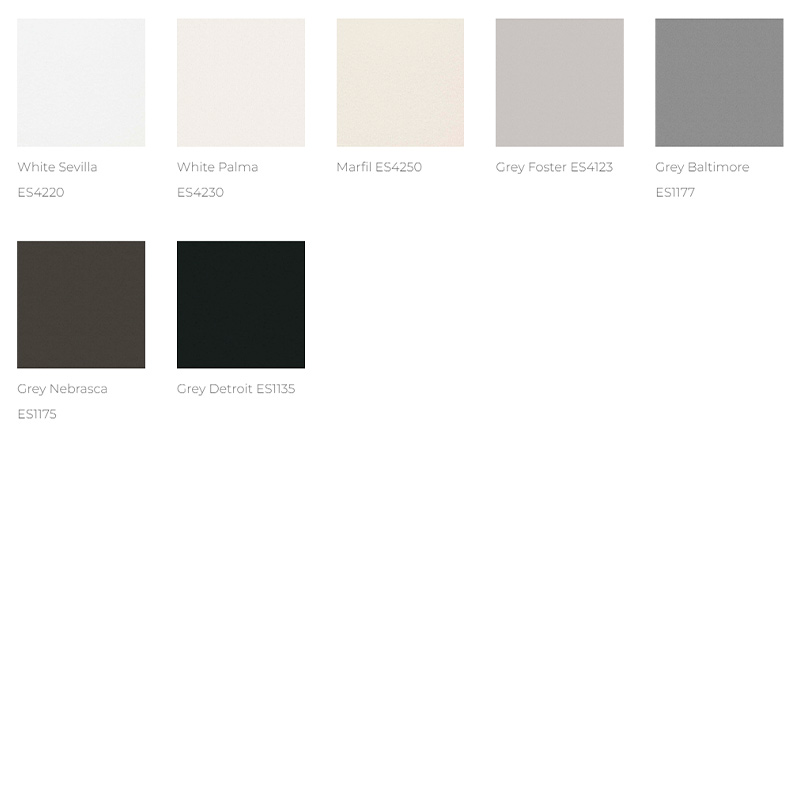 White Sevilla
ES4220
White Palma
ES4230
Marfil ES4250
Grey Foster ES4123
Grey Baltimore
ES1177
Grey Nebrasca
ES1175
Grey Detroit ES1135